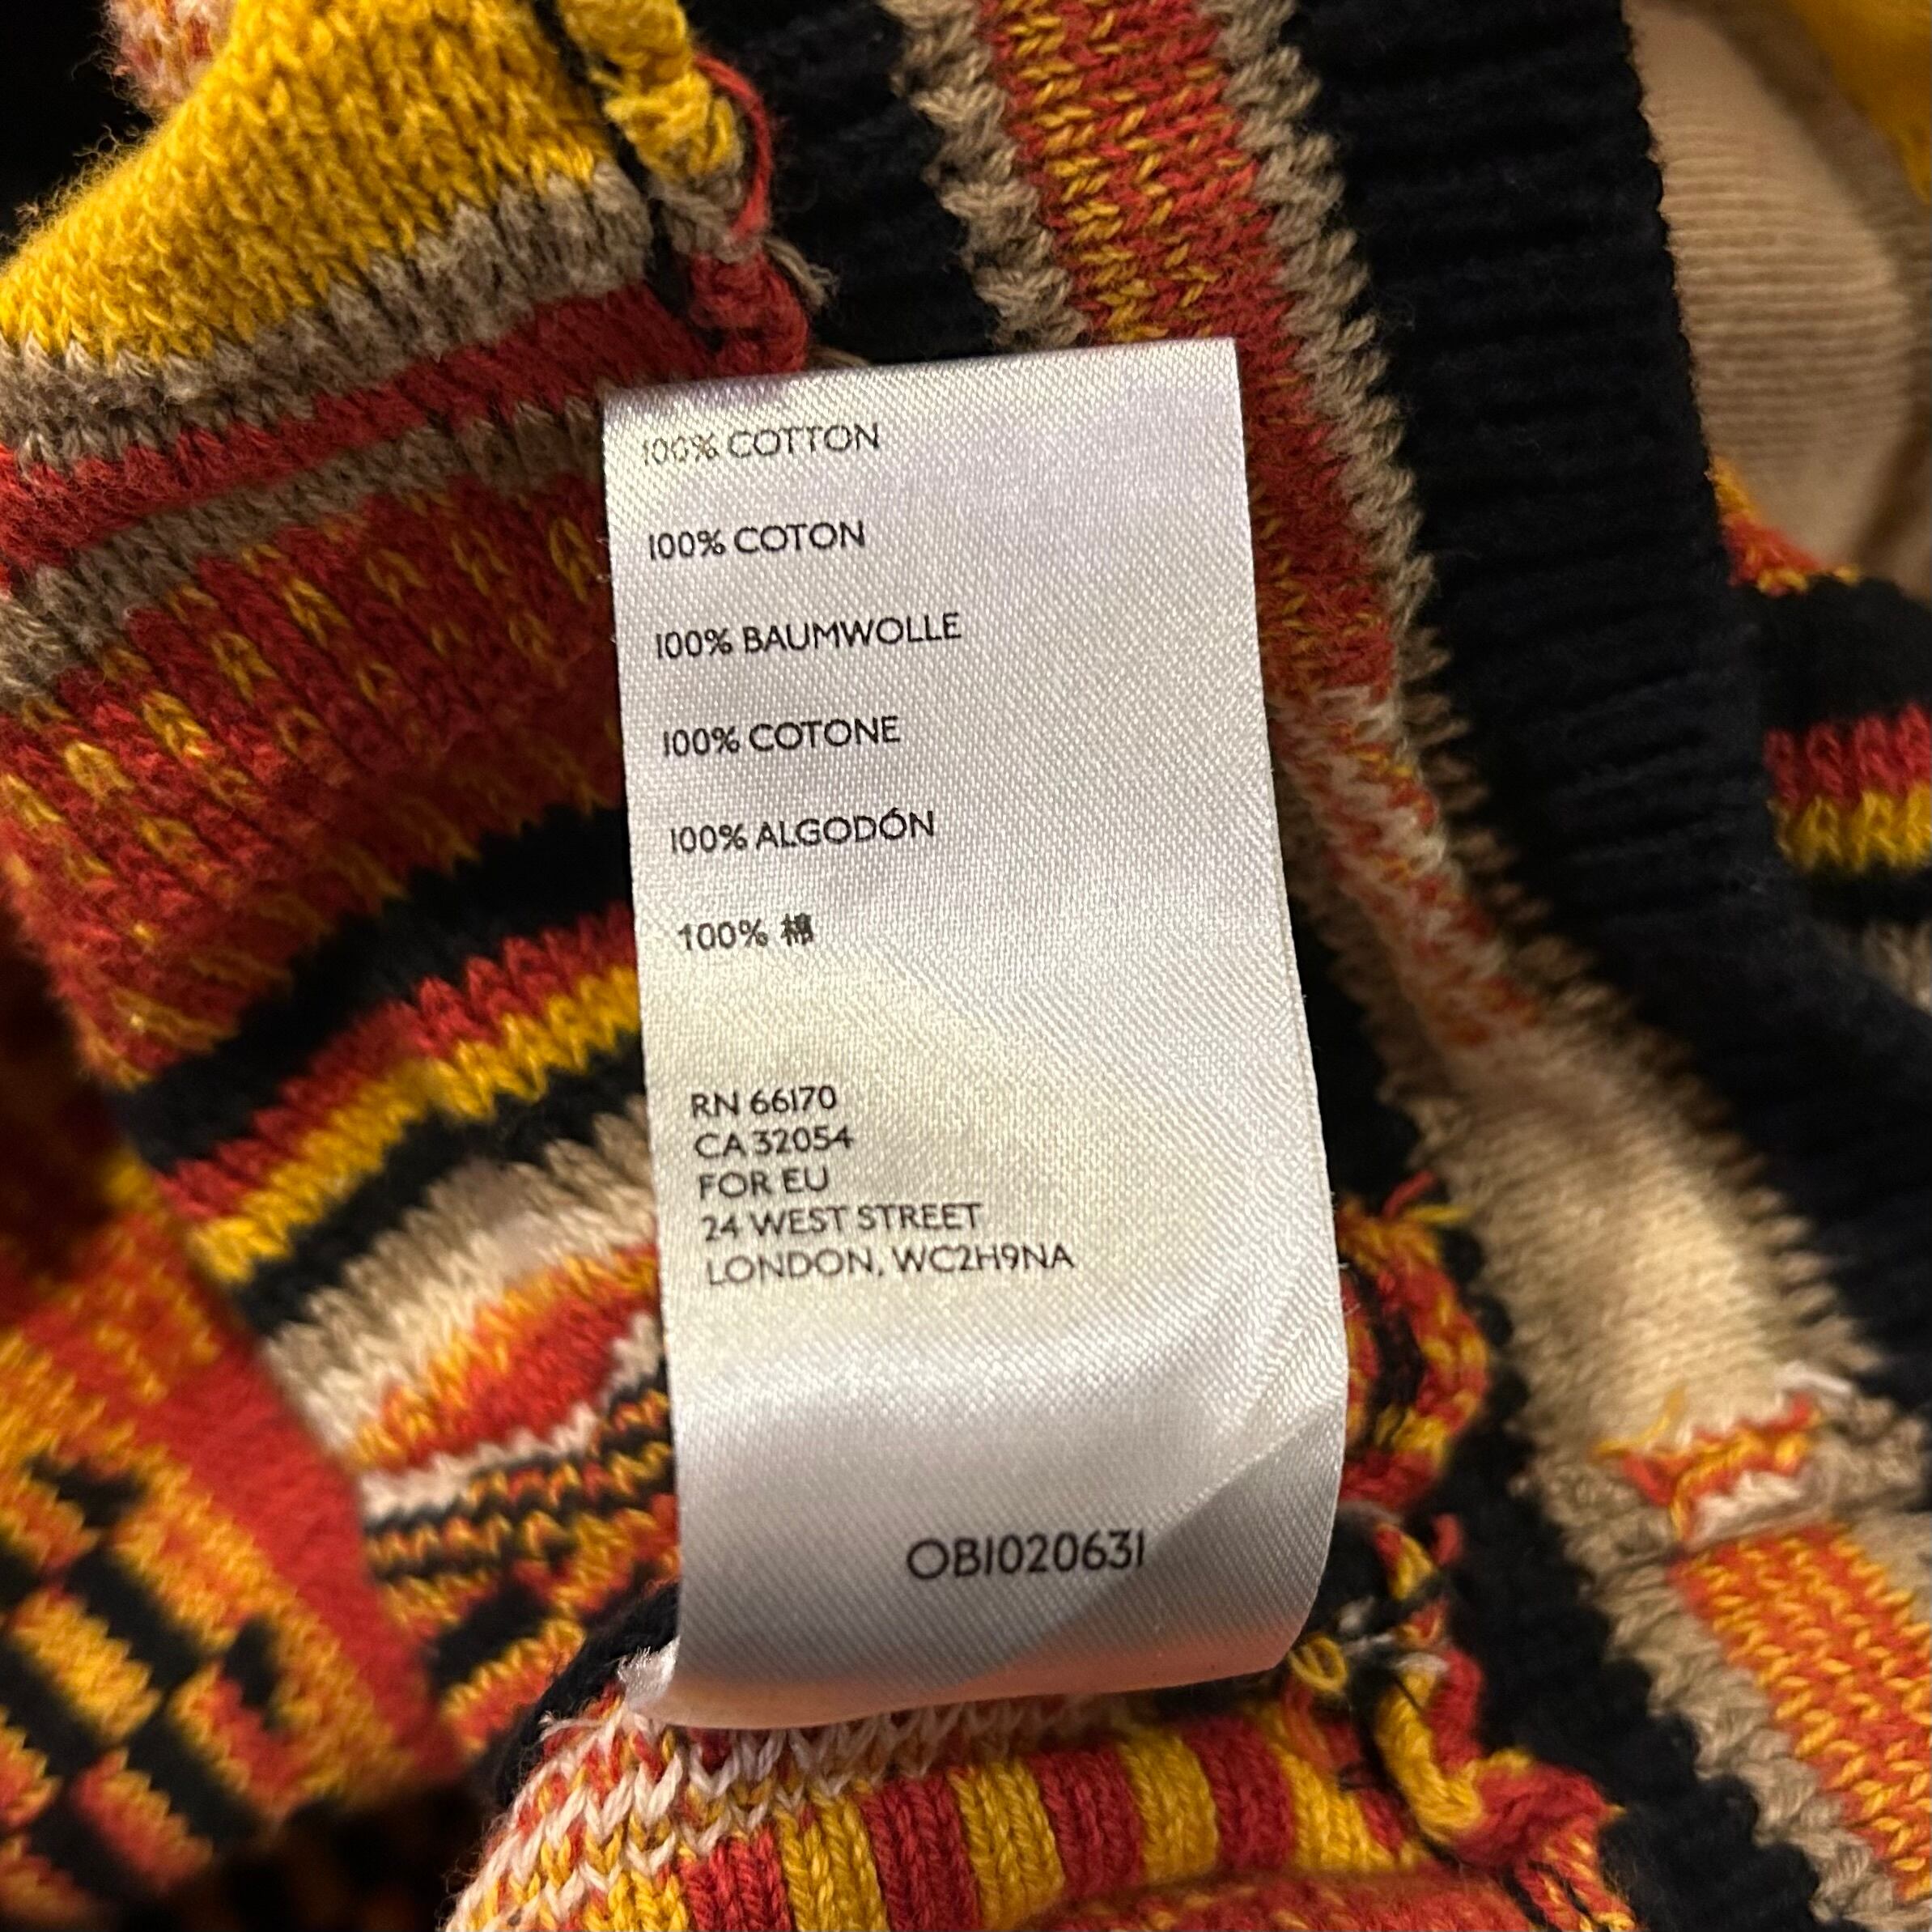 100% COTTON
100% COTON
100% BAUMWOLLE
100% COTONE
100% ALGODÓN
100% 棉
RN 66170
CA 32054
FOR EU
24 WEST STREET
LONDON, WC2H9NA
OB1020631